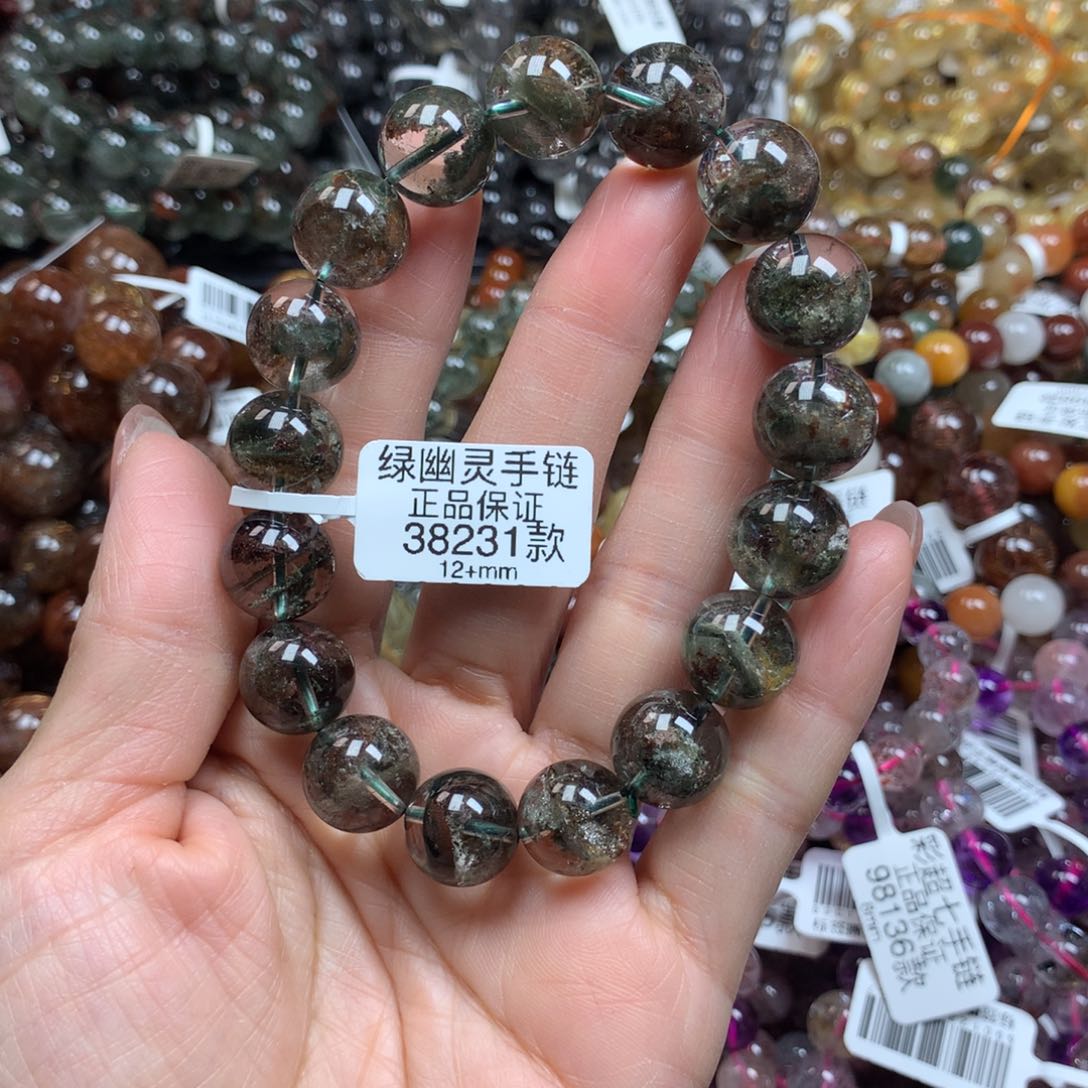 绿幽灵手链
正品保证
38231款
12+mm
彩超七手链
正品保证
98136款